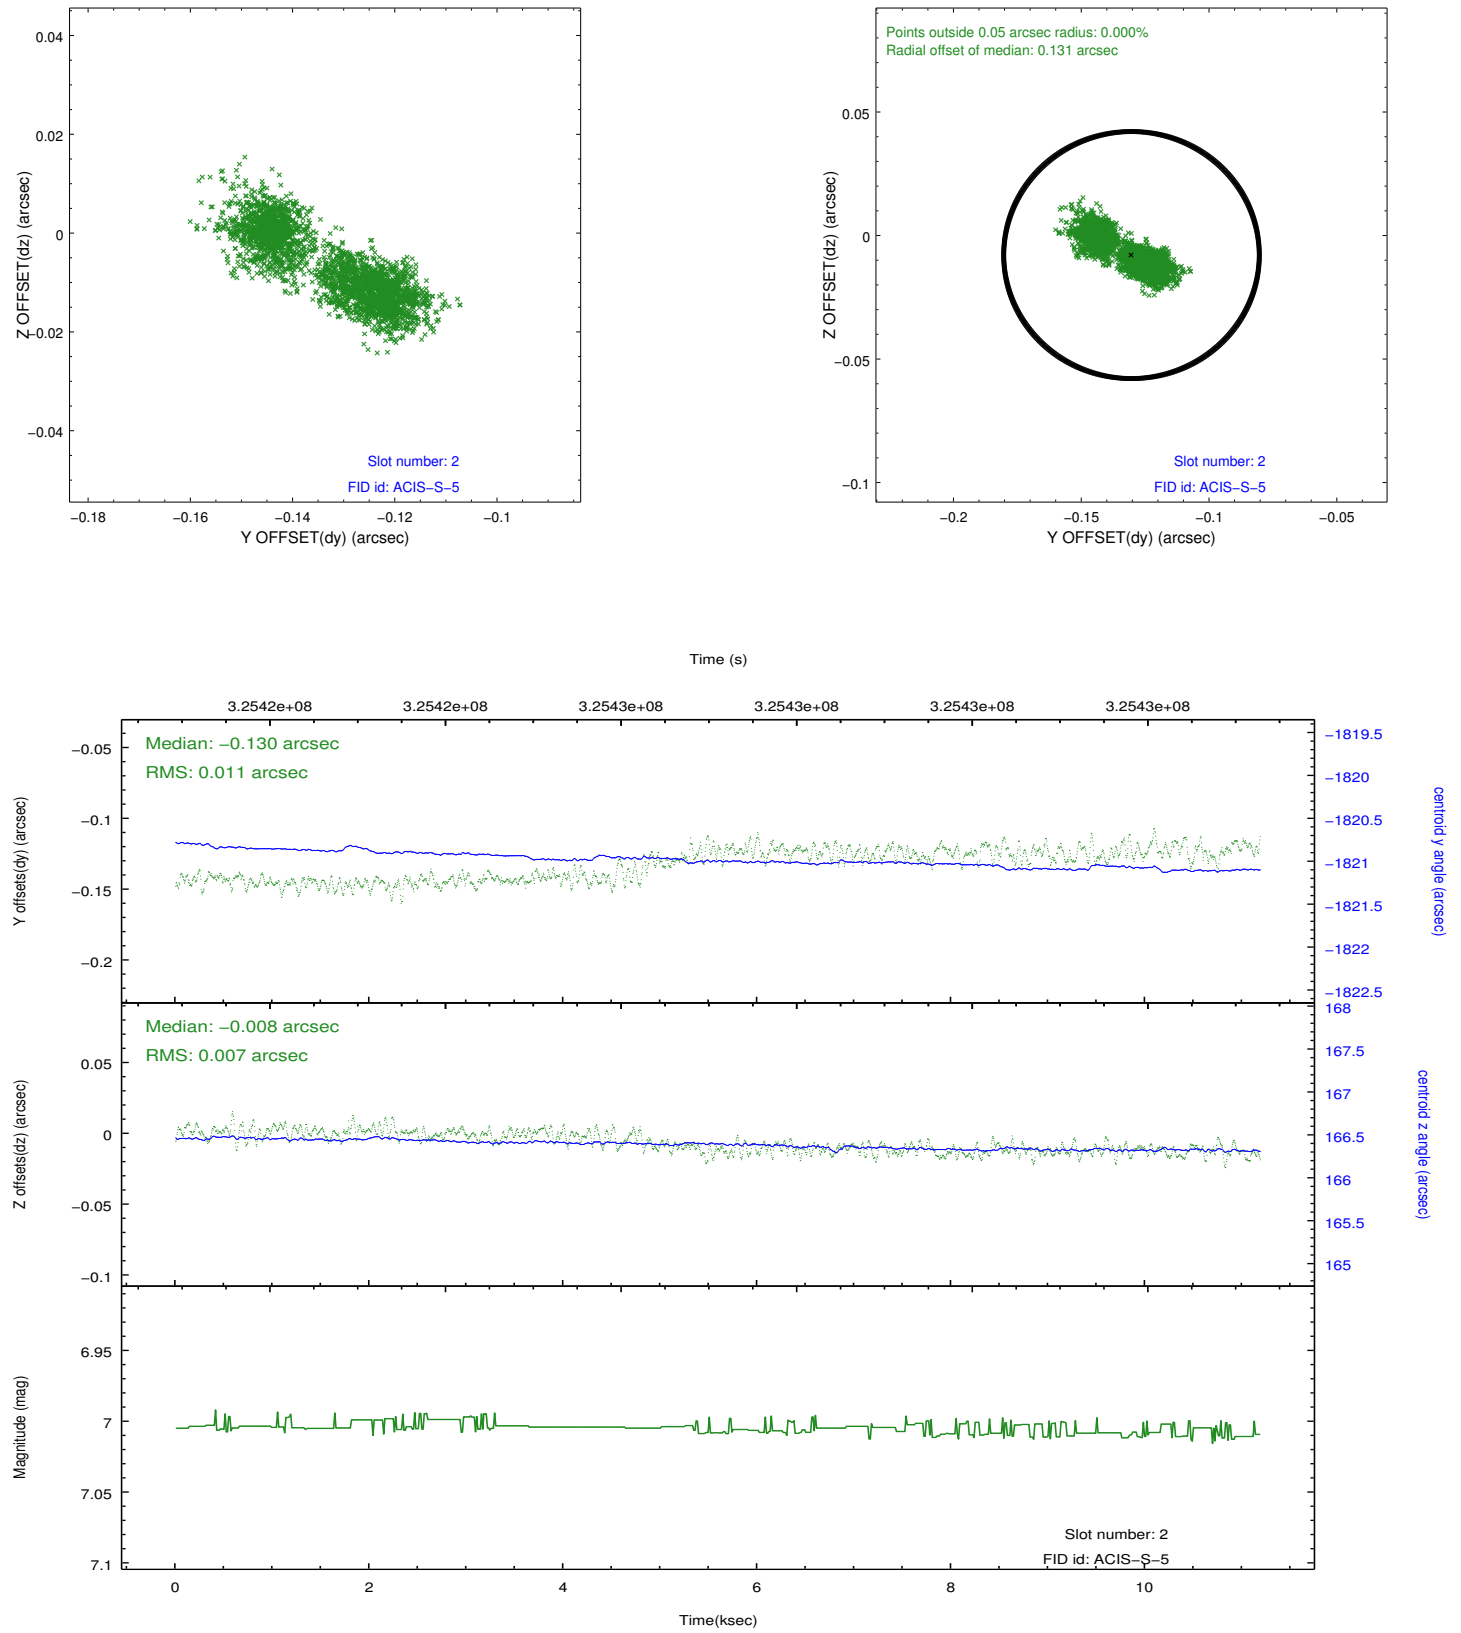 0.04
0.02
0
−0.02
−0.04
Z OFFSET(dz) (arcsec)
Slot number: 2
FID id: ACIS−S−5
−0.18 −0.16 −0.14 −0.12 −0.1
Y OFFSET(dy) (arcsec)
Points outside 0.05 arcsec radius: 0.000%
Radial offset of median: 0.131 arcsec
0.05
0
−0.05
−0.1
Z OFFSET(dz) (arcsec)
Slot number: 2
FID id: ACIS−S−5
−0.2 −0.15 −0.1 −0.05
Y OFFSET(dy) (arcsec)
Time (s)
3.2542e+08 3.2542e+08 3.2543e+08 3.2543e+08 3.2543e+08 3.2543e+08
Median: −0.130 arcsec
RMS: 0.011 arcsec
−0.05
−0.1
−0.15
−0.2
Y offsets(dy) (arcsec)
−1819.5
−1820
−1820.5
−1821
−1821.5
−1822
−1822.5
centroid y angle (arcsec)
Median: −0.008 arcsec
RMS: 0.007 arcsec
0.05
0
−0.05
−0.1
Z offsets(dz) (arcsec)
168
167.5
167
166.5
166
165.5
165
centroid z angle (arcsec)
6.95
7
7.05
7.1
Magnitude (mag)
Slot number: 2
FID id: ACIS−S−5
0 2 4 6 8 10
Time(ksec)